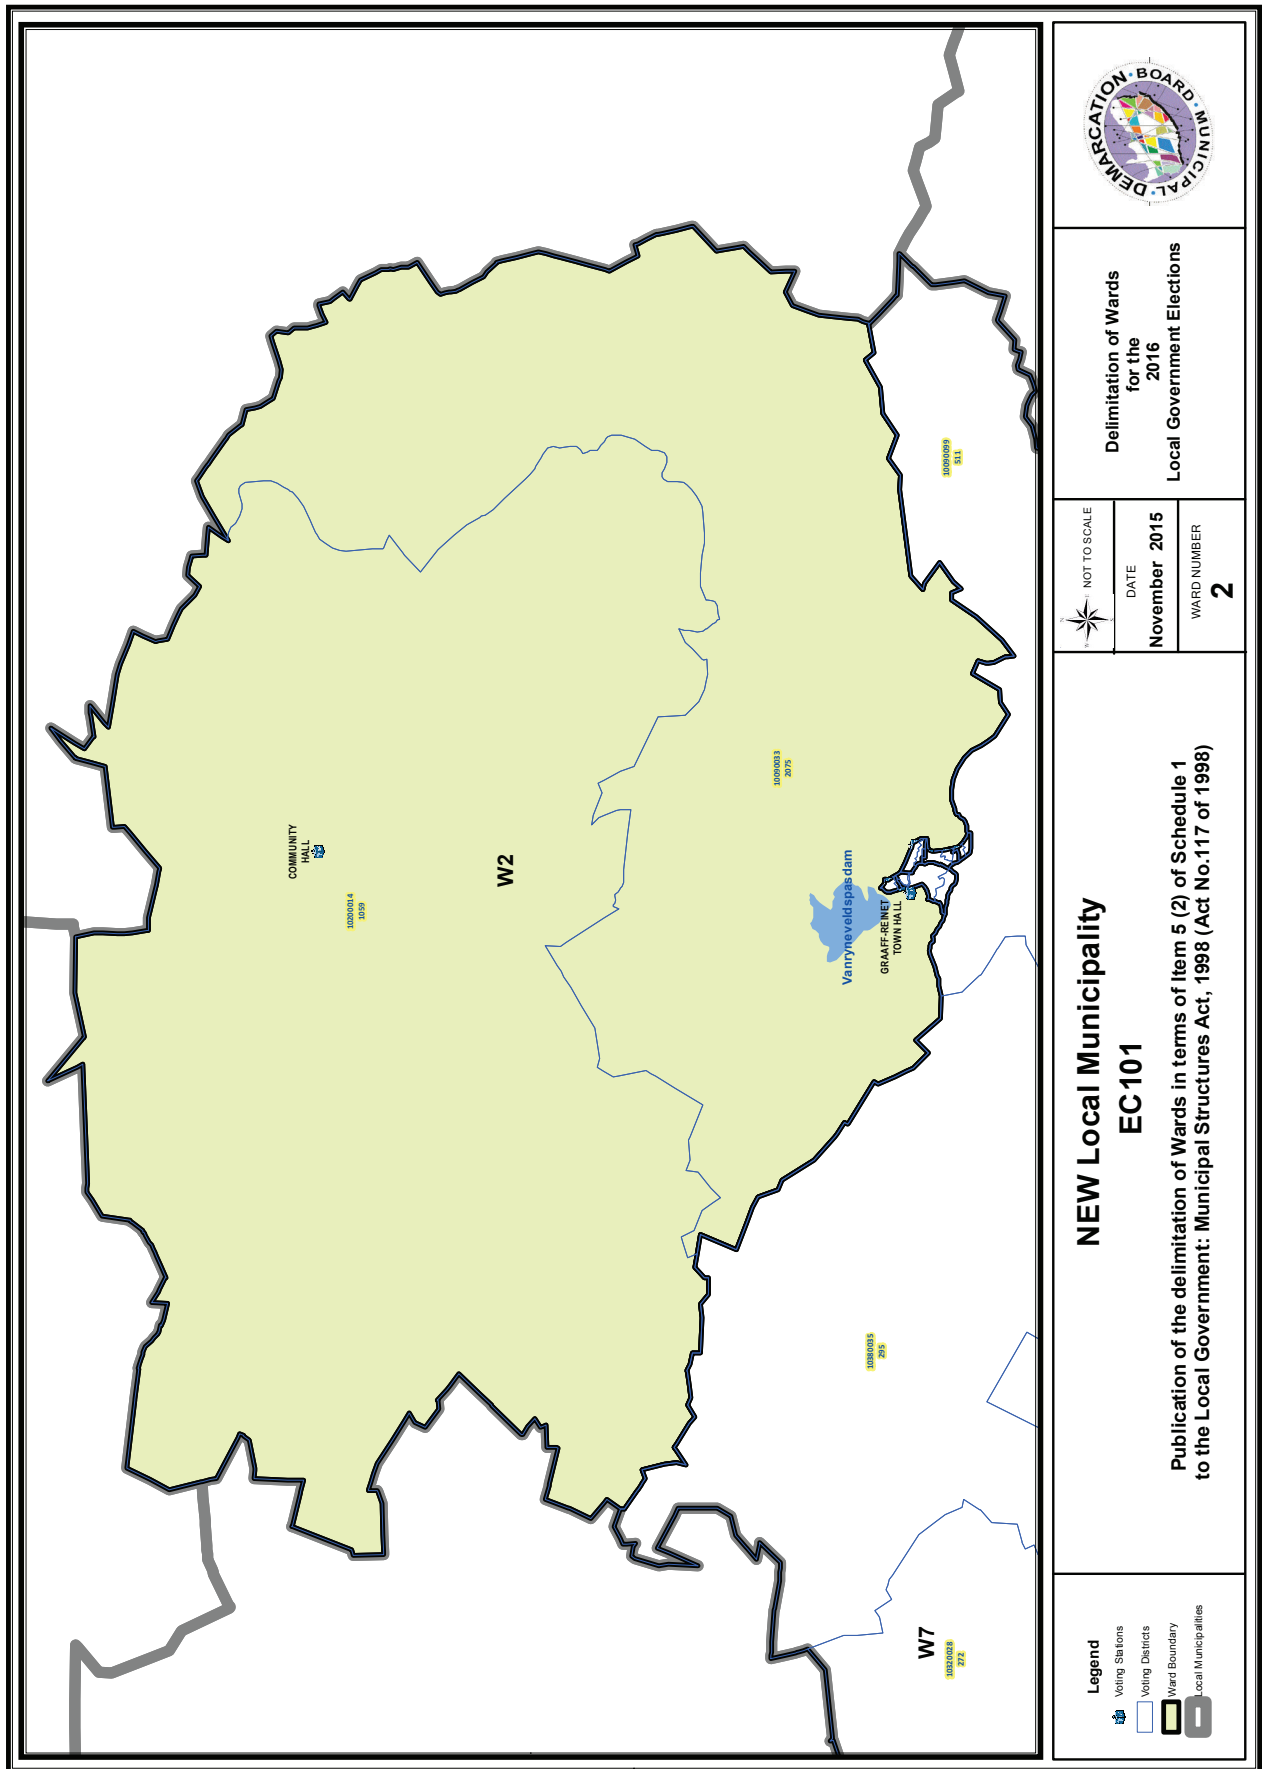 COMMUNITY
HALL
10200014
1059
W2
10090033
2075
Vanryneveldspasdam
GRAAFF-REINET
TOWN HALL
10090099
511
10380035
295
W7
10320028
272
Legend
Voting Stations
Voting Districts
Ward Boundary
Local Municipalities
NEW Local Municipality
EC101
Publication of the delimitation of Wards in terms of Item 5 (2) of Schedule 1
to the Local Government: Municipal Structures Act, 1998 (Act No.117 of 1998)
NOT TO SCALE
DATE
November 2015
WARD NUMBER
2
Delimitation of Wards
for the
2016
Local Government Elections
MUNICIPAL • DEMARCATION • BOARD •